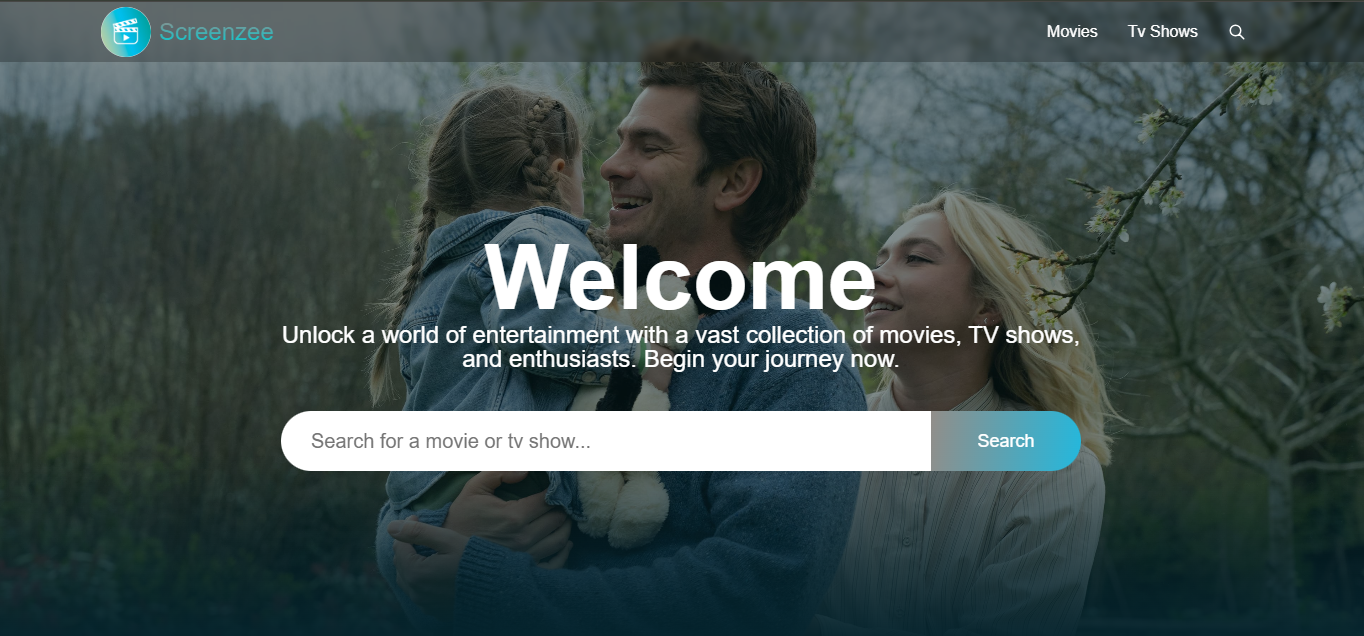 Screenzee
Movies
Tv Shows
Welcome
Unlock a world of entertainment with a vast collection of movies, TV shows,
and enthusiasts. Begin your journey now.
Search for a movie or tv show...
Search